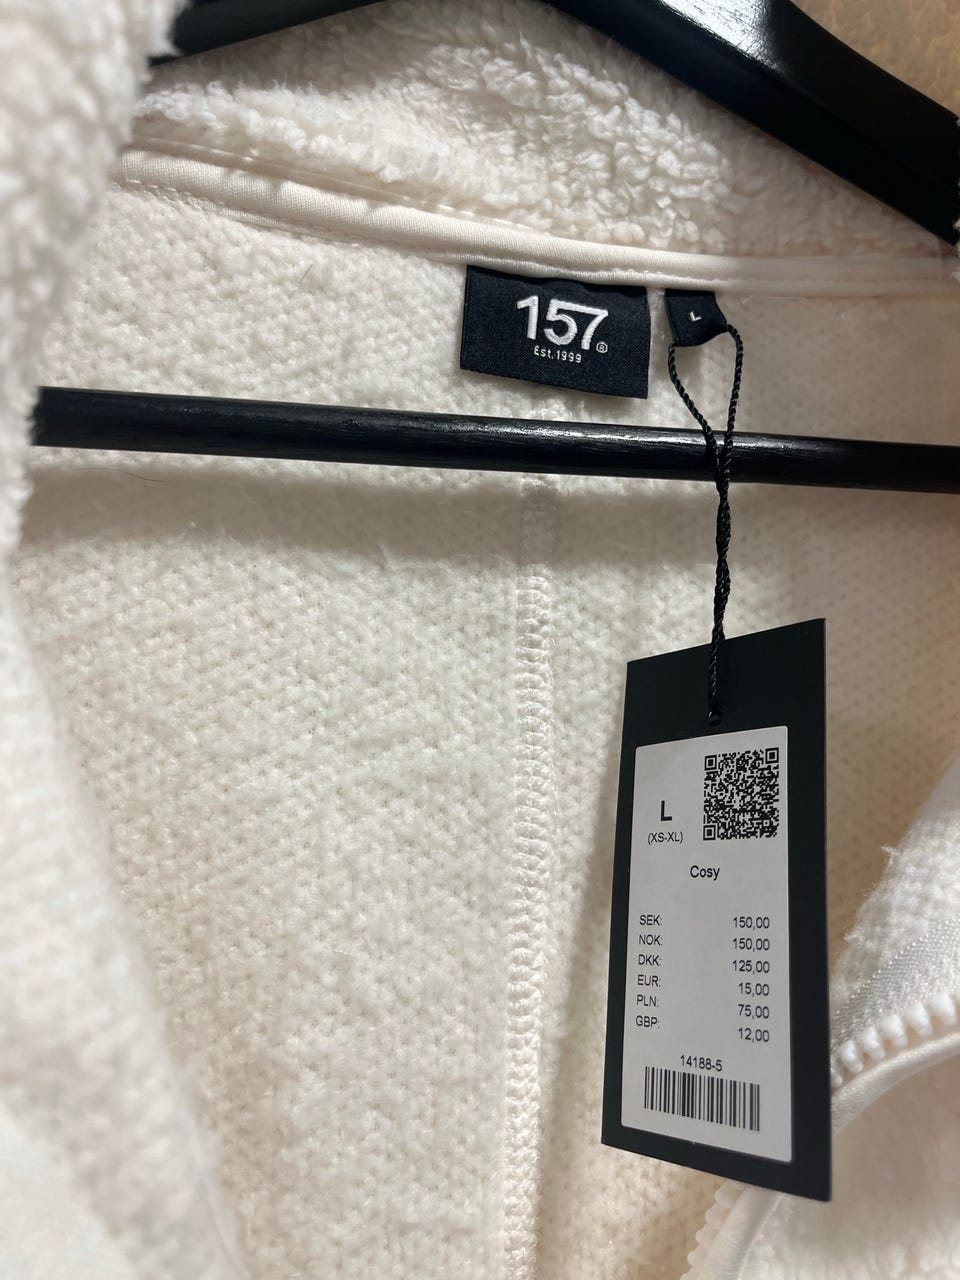 157®
Est.1999
L
L
(XS-XL)
Cosy
SEK: 150,00
NOK: 150,00
DKK: 125,00
EUR: 15,00
PLN: 75,00
GBP: 12,00
14188-5